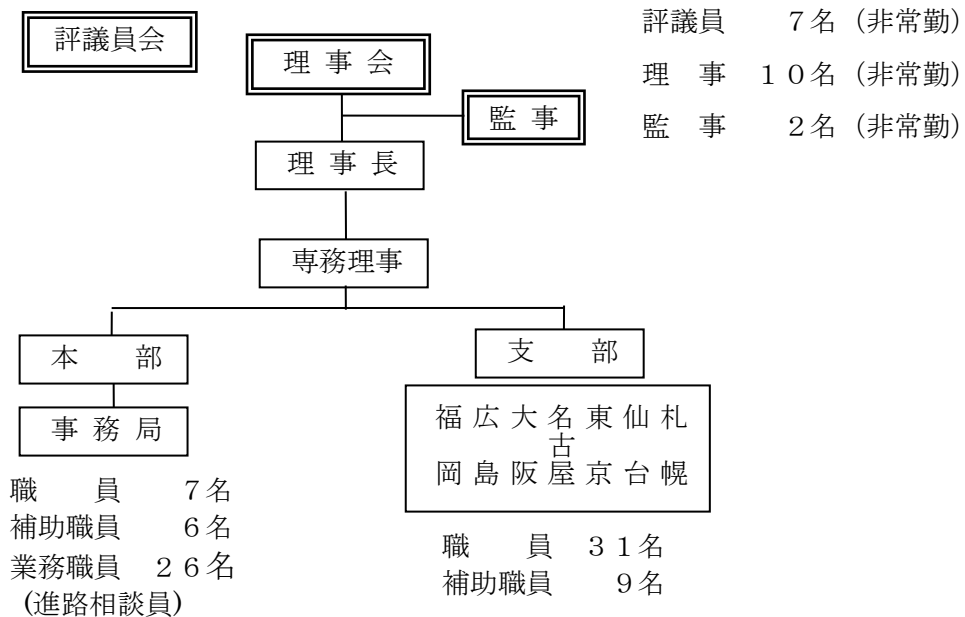 評議員会
理 事 会
監 事
評議員　　７名（非常勤）
理　事　１０名（非常勤）
監　事　　２名（非常勤）
理 事 長
専務理事
本　　部
事 務 局
職　　員　　７名
補助職員　　６名
業務職員　２６名
(進路相談員)
支　　部
札幌
仙台
東京
名古屋
大阪
広島
福岡
職　　員　３１名
補助職員　　９名